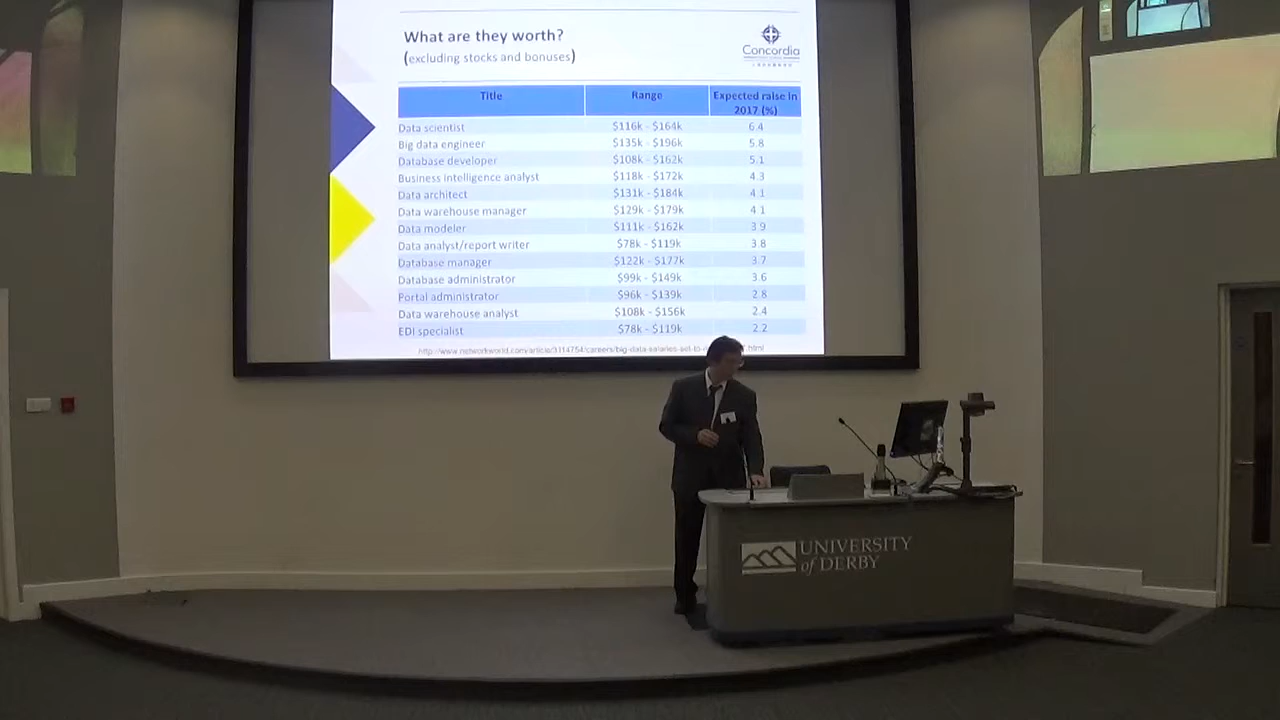 What are they worth?
(excluding stocks and bonuses)
Concordia
Title Range Expected raise in
2017 (%)
Data scientist $116k - $164k 6.4
Big data engineer $135k - $196k 5.8
Database developer $108k - $162k 5.1
Business intelligence analyst $118k - $172k 4.3
Data architect $131k - $184k 4.1
Data warehouse manager $129k - $179k 4.1
Data modeler $111k - $162k 3.9
Data analyst/report writer $78k - $119k 3.8
Database manager $122k - $177k 3.7
Database administrator $99k - $149k 3.6
Portal administrator $96k - $139k 2.8
Data warehouse analyst $108k - $156k 2.4
EDI specialist $78k - $119k 2.2
UNIVERSITY
of DERBY